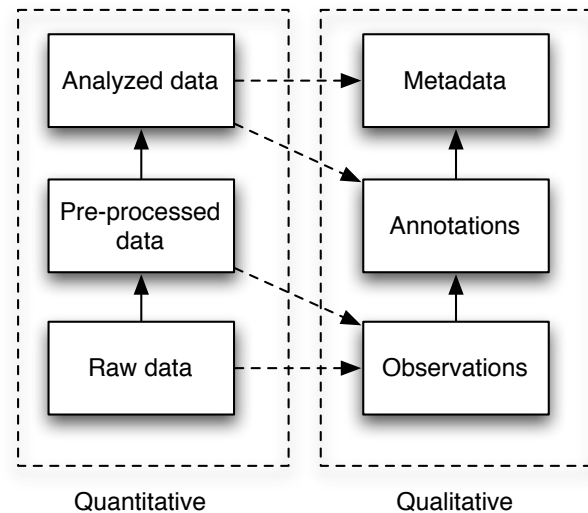 Analyzed data
Metadata
Pre-processed
data
Annotations
Raw data
Observations
Quantitative
Qualitative